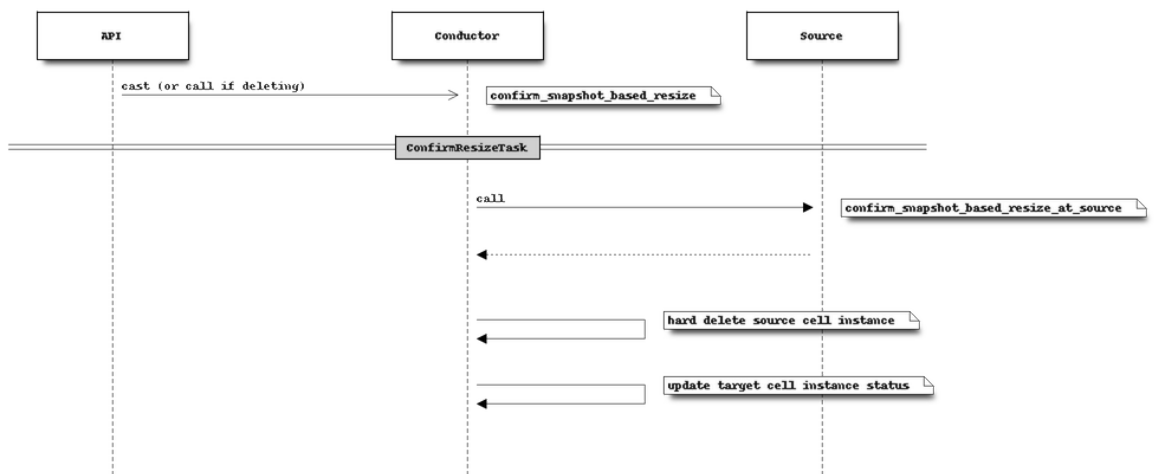 API
Conductor
Source
cast (or call if deleting)
confirm_snapshot_based_resize
ConfirmResizeTask
call
confirm_snapshot_based_resize_at_source
hard delete source cell instance
update target cell instance status